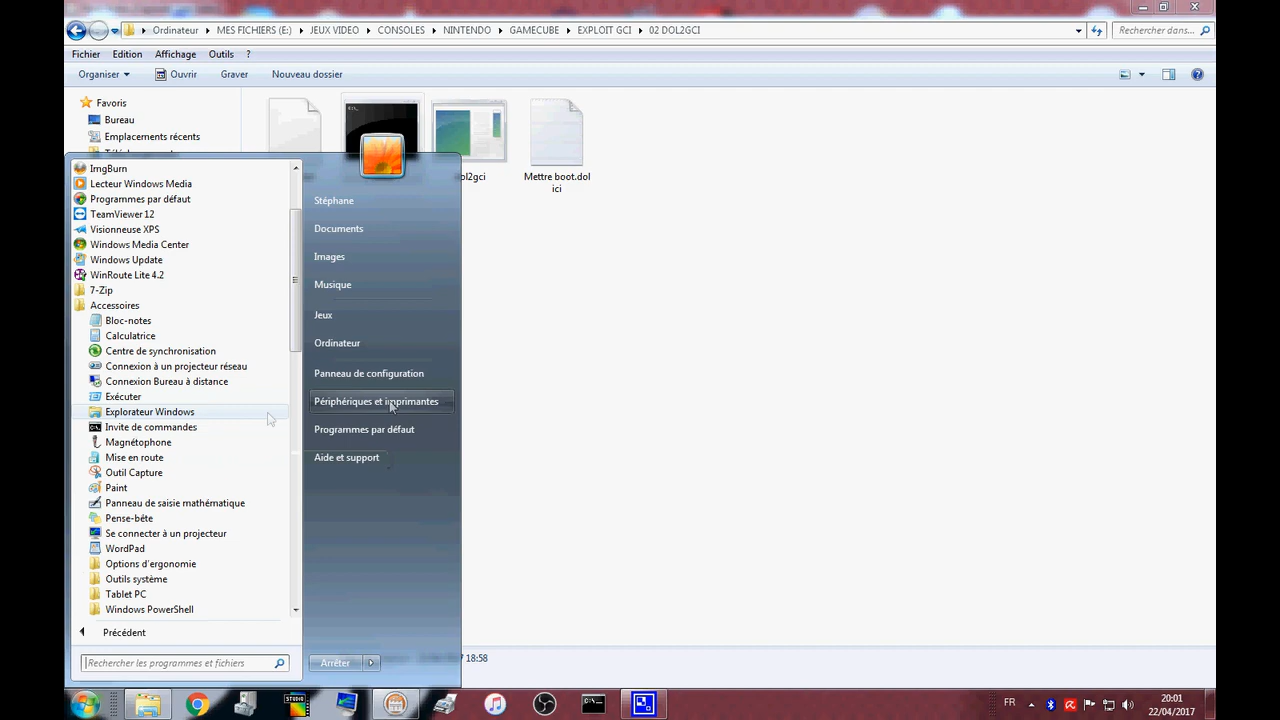 Ordinateur MES FICHIERS (E:) JEUX VIDEO CONSOLES NINTENDO GAMECUBE EXPLOIT GCI 02 DOL2GCI
Rechercher dans...
Fichier Edition Affichage Outils ?
Organiser Ouvrir Graver Nouveau dossier
Favoris
Bureau
Emplacements récents
Mettre boot.dol
ici
ImgBurn
Lecteur Windows Media
Programmes par défaut
TeamViewer 12
Visionneuse XPS
Windows Media Center
Windows Update
WinRoute Lite 4.2
7-Zip
Accessoires
Bloc-notes
Calculatrice
Centre de synchronisation
Connexion à un projecteur réseau
Connexion Bureau à distance
Exécuter
Explorateur Windows
Invite de commandes
Magnétophone
Mise en route
Outil Capture
Paint
Panneau de saisie mathématique
Pense-bête
Se connecter à un projecteur
WordPad
Options d'ergonomie
Outils système
Tablet PC
Windows PowerShell
Précédent
Rechercher les programmes et fichiers
Stéphane
Documents
Images
Musique
Jeux
Ordinateur
Panneau de configuration
Périphériques et imprimantes
Programmes par défaut
Aide et support
Arrêter
18:58
STUDIO
FR
20:01
22/04/2017